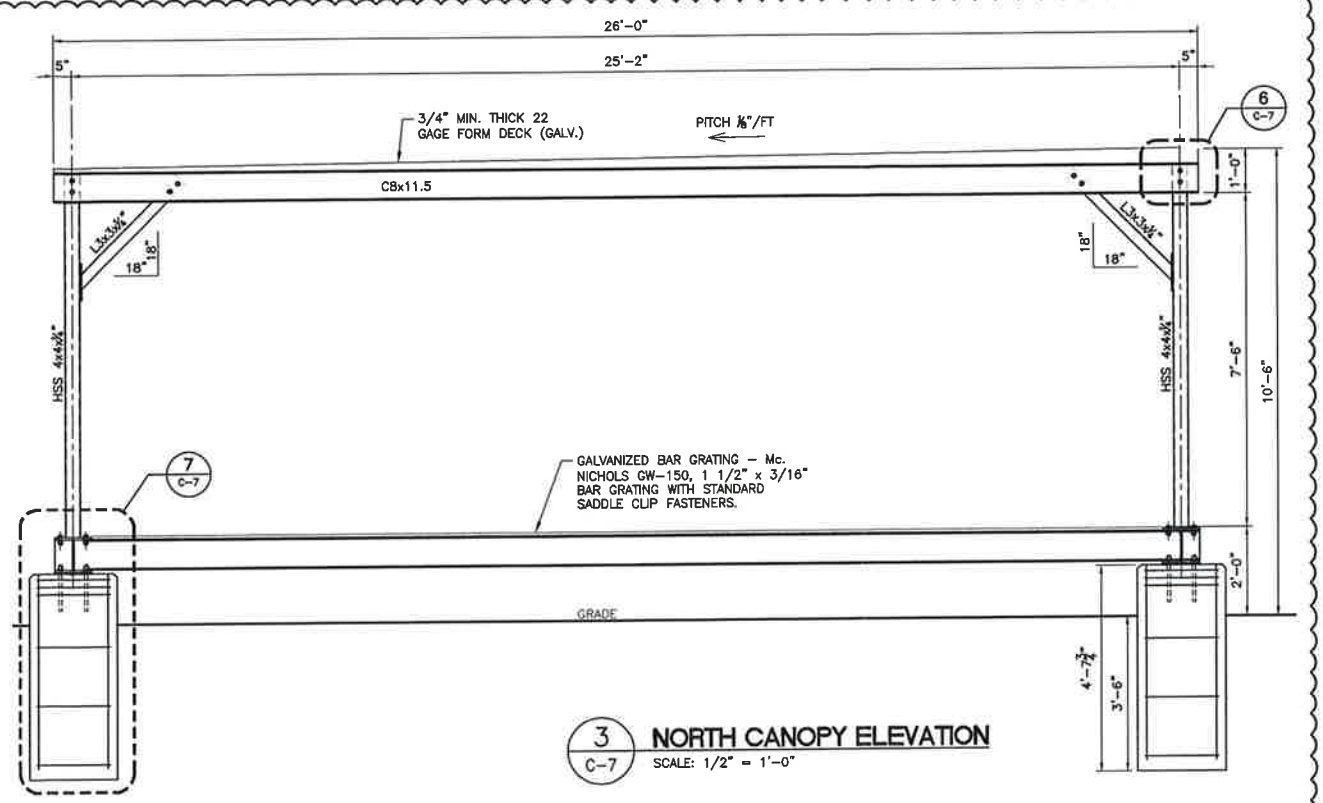 26'-0"
5"
25'-2"
5"
3/4" MIN. THICK 22
GAGE FORM DECK (GALV.)
PITCH ⅛"/FT
6
C-7
C8x11.5
1'-0"
L3x3x¼"
18"
18"
L3x3x¼"
18"
18"
HSS 4x4x¼"
HSS 4x4x¼"
7'-6"
10'-6"
7
C-7
GALVANIZED BAR GRATING – Mc.
NICHOLS GW-150, 1 1/2" x 3/16"
BAR GRATING WITH STANDARD
SADDLE CLIP FASTENERS.
2'-0"
GRADE
4'-7¾"
3'-6"
3
C-7
NORTH CANOPY ELEVATION
SCALE: 1/2" = 1'-0"